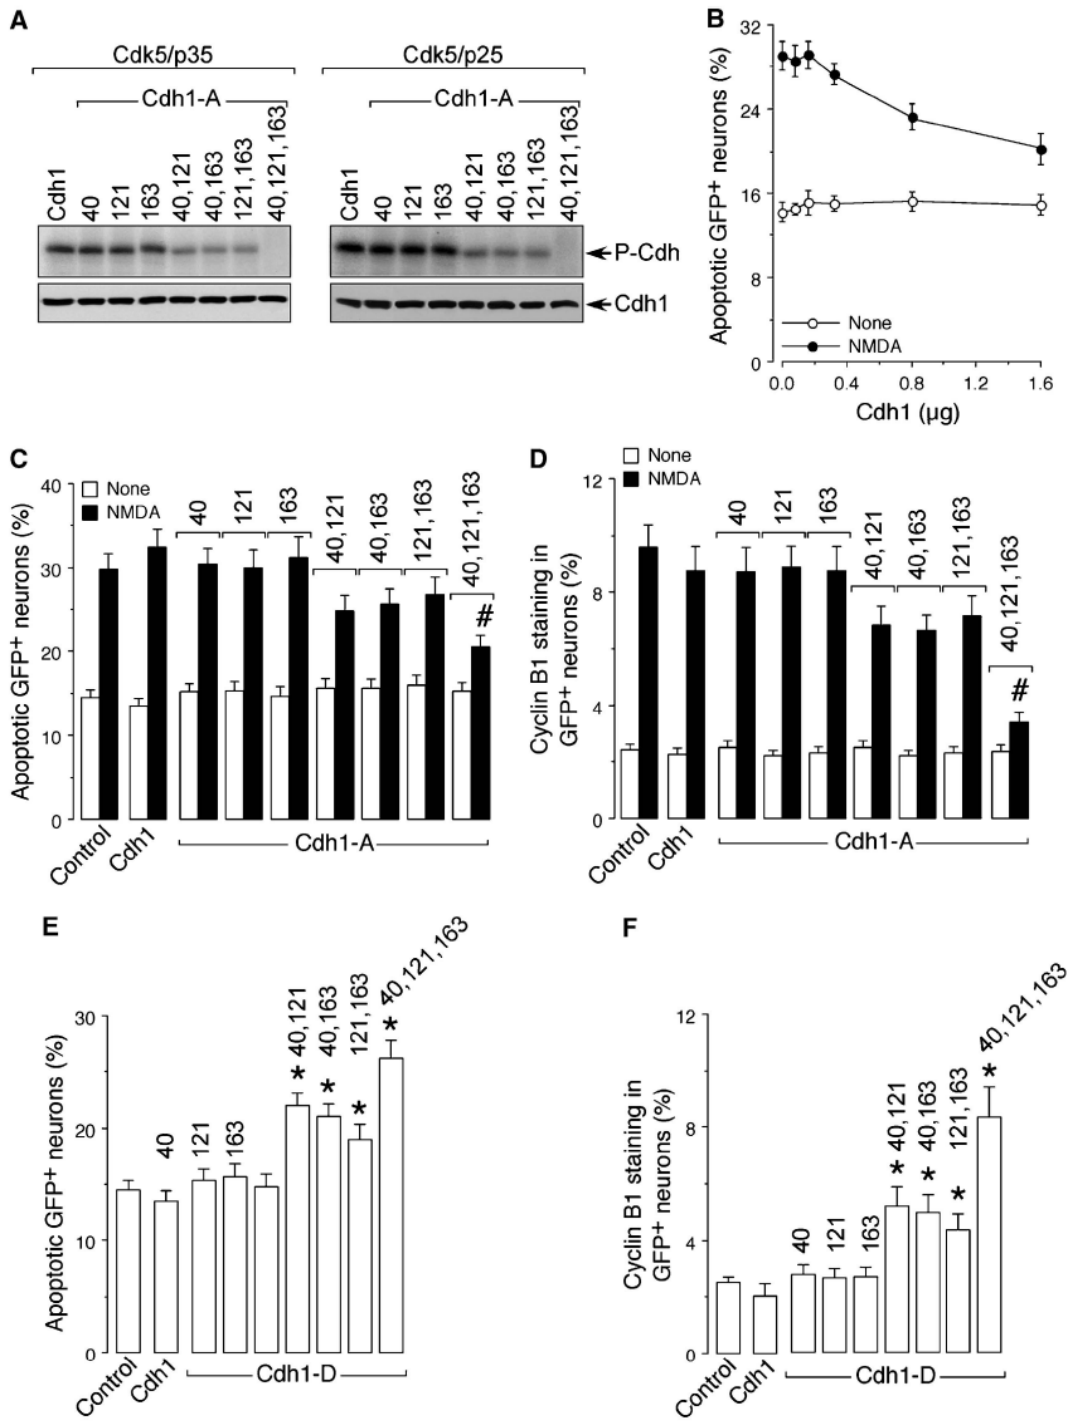 A
Cdk5/p35
Cdk5/p25
Cdh1-A
Cdh1-A
Cdh1
40
121
163
40,121
40,163
121,163
40,121,163
Cdh1
40
121
163
40,121
40,163
121,163
40,121,163
P-Cdh
Cdh1
B
Apoptotic GFP+ neurons (%)
32
24
16
8
0
None
NMDA
0.0 0.4 0.8 1.2 1.6
Cdh1 (µg)
C
Apoptotic GFP+ neurons (%)
40
30
20
10
0
None
NMDA
40
121
163
40,121
40,163
121,163
40,121,163
#
Control
Cdh1
Cdh1-A
D
Cyclin B1 staining in
GFP+ neurons (%)
None
NMDA
12
8
4
0
40
121
163
40,121
40,163
121,163
40,121,163
#
Control
Cdh1
Cdh1-A
E
Apoptotic GFP+ neurons (%)
30
20
10
0
40
121
163
* 40,121
* 40,163
* 121,163
* 40,121,163
Control
Cdh1
Cdh1-D
F
Cyclin B1 staining in
GFP+ neurons (%)
12
8
4
0
40
121
163
* 40,121
* 40,163
* 121,163
* 40,121,163
Control
Cdh1
Cdh1-D